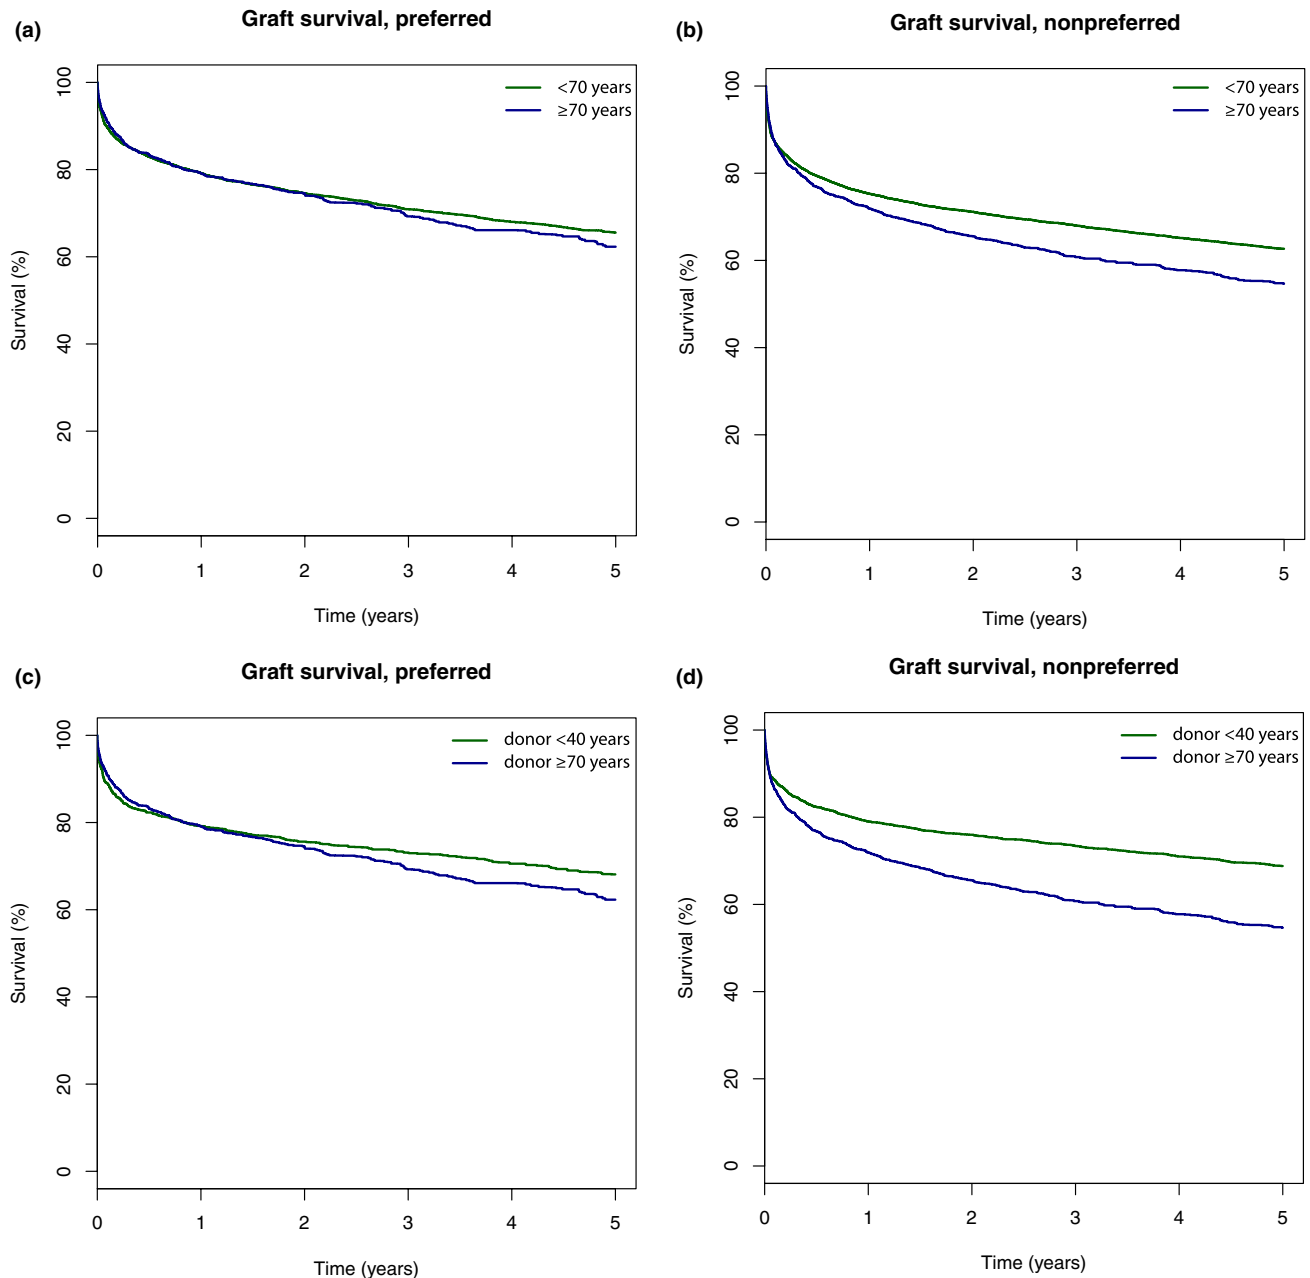 (a)
Graft survival, preferred
<70 years
≥70 years
100
80
60
40
20
0
Survival (%)
0 1 2 3 4 5
Time (years)
(b)
Graft survival, nonpreferred
<70 years
≥70 years
100
80
60
40
20
0
Survival (%)
0 1 2 3 4 5
Time (years)
(c)
Graft survival, preferred
donor <40 years
donor ≥70 years
100
80
60
40
20
0
Survival (%)
0 1 2 3 4 5
Time (years)
(d)
Graft survival, nonpreferred
donor <40 years
donor ≥70 years
100
80
60
40
20
0
Survival (%)
0 1 2 3 4 5
Time (years)